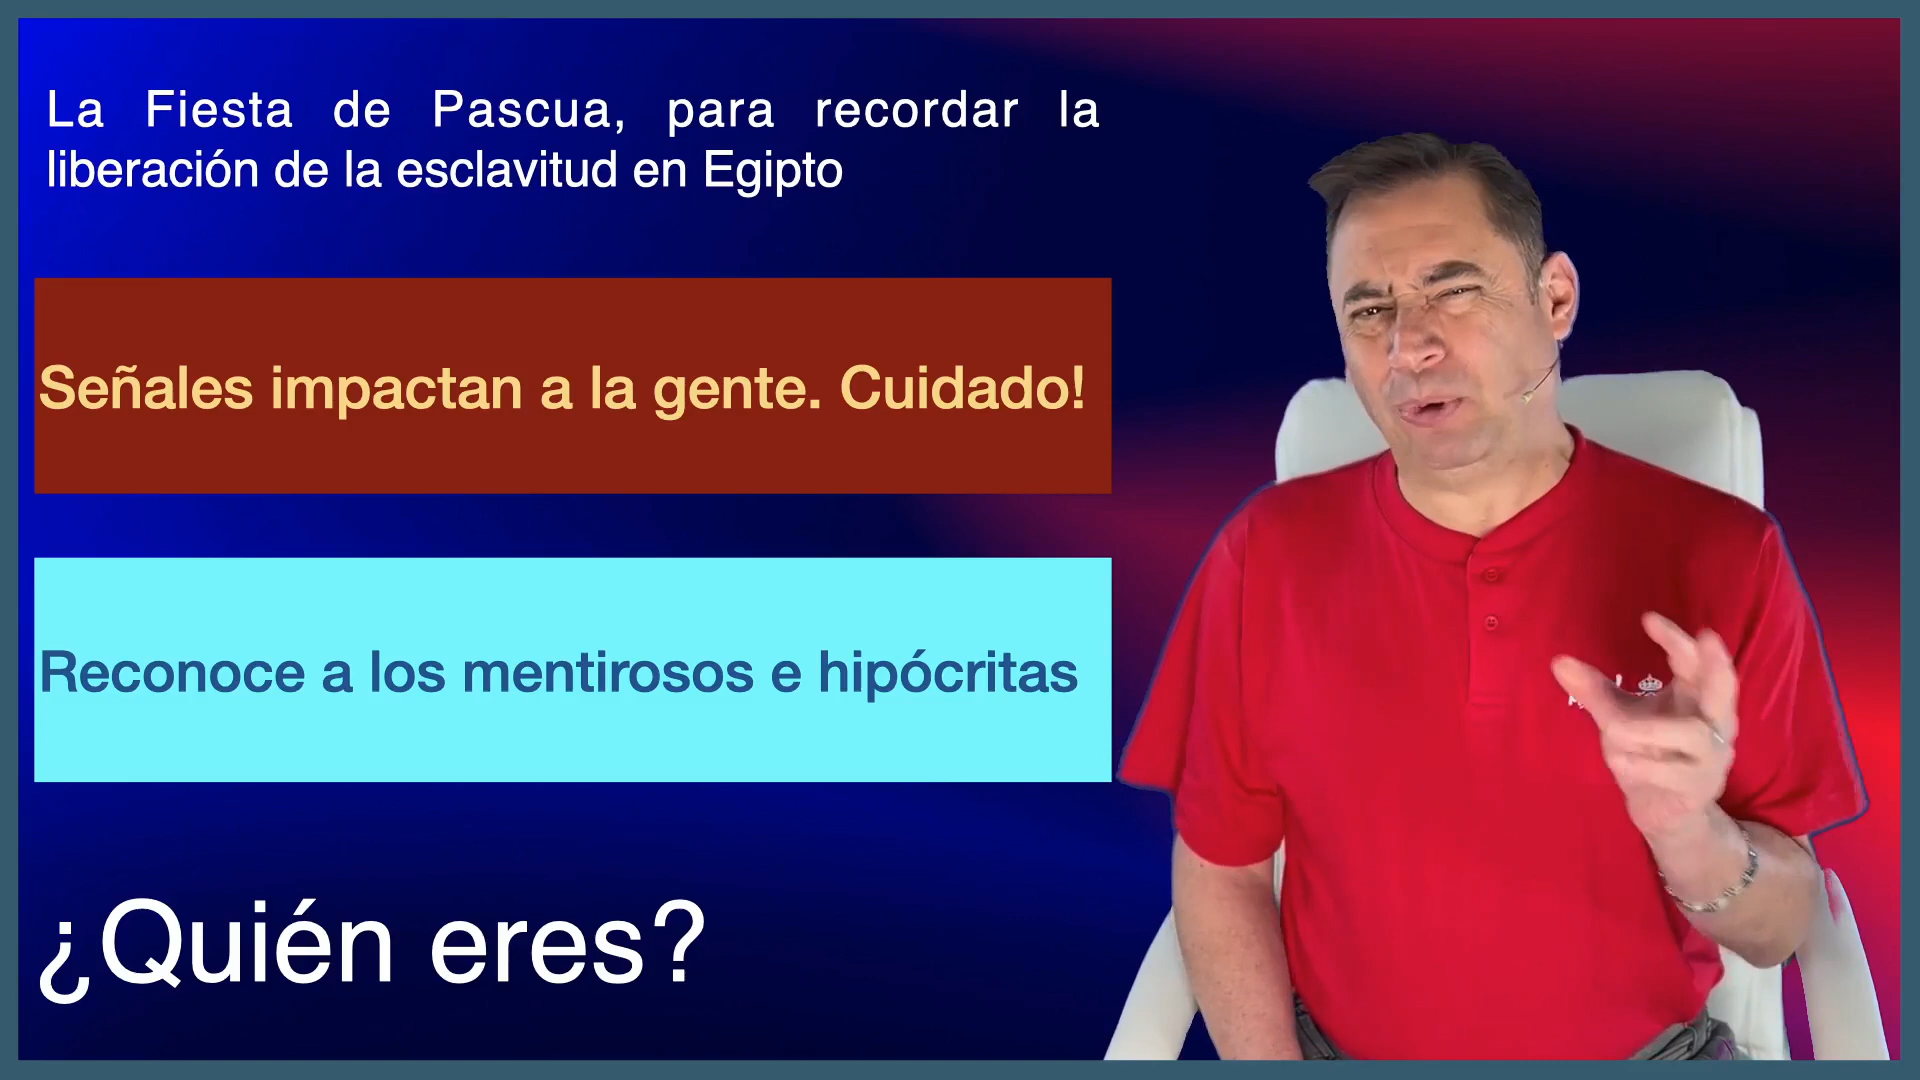 La Fiesta de Pascua, para recordar la
liberación de la esclavitud en Egipto
Señales impactan a la gente. Cuidado!
Reconoce a los mentirosos e hipócritas
¿Quién eres?